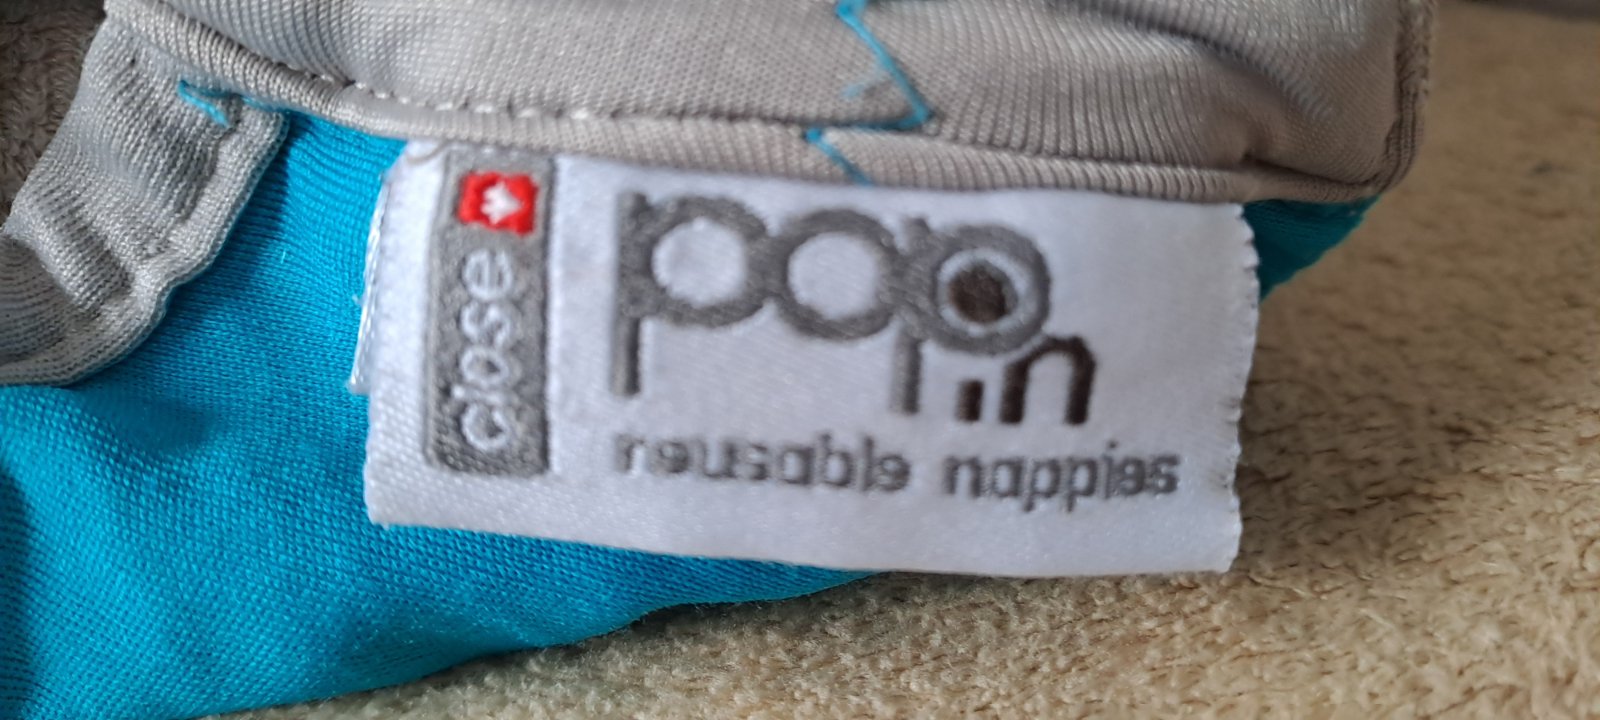 close
pop
in
reusable nappies